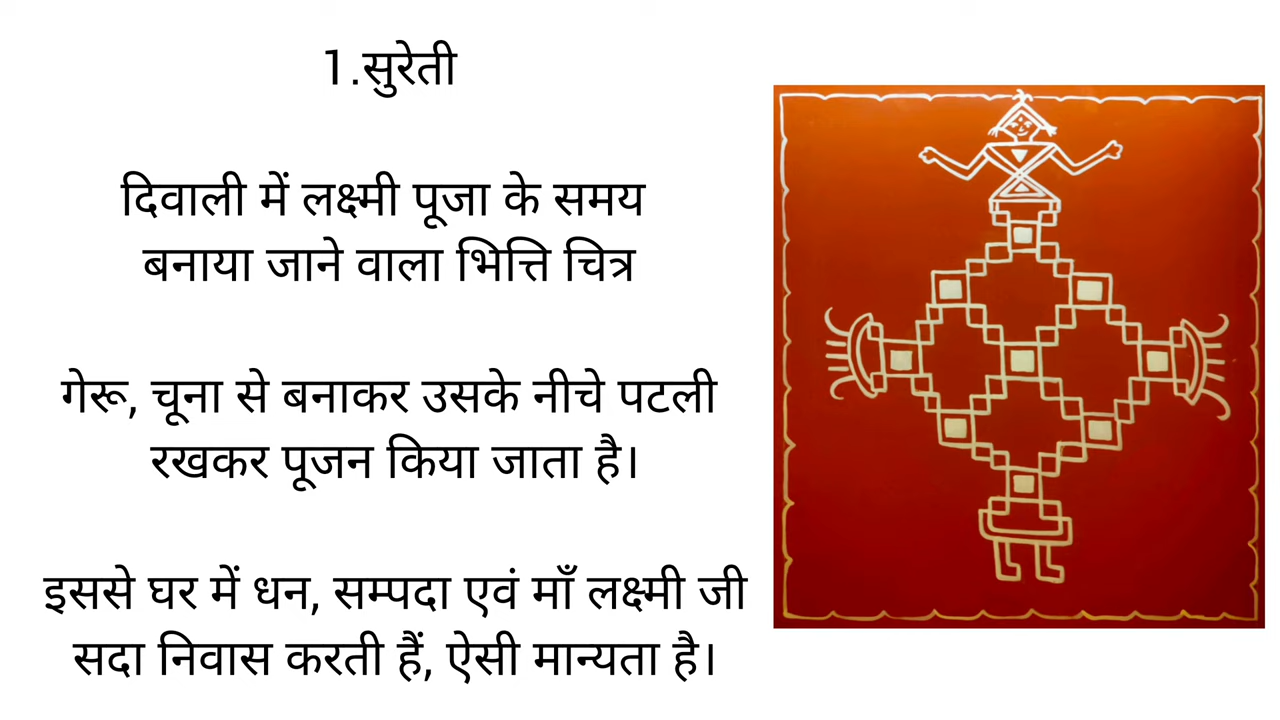 1.सुरेती
दिवाली में लक्ष्मी पूजा के समय
बनाया जाने वाला भित्ति चित्र
गेरू, चूना से बनाकर उसके नीचे पटली
रखकर पूजन किया जाता है।
इससे घर में धन, सम्पदा एवं माँ लक्ष्मी जी
सदा निवास करती हैं, ऐसी मान्यता है।